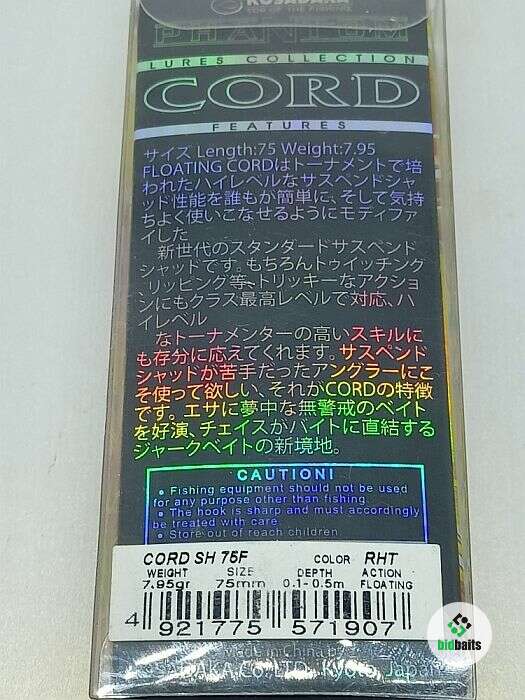 KOSADAKA
PHANTOM
LURES COLLECTION
CORD
FEATURES
サイズ Length:75 Weight:7.95
FLOATING CORDはトーナメントで培
われたハイレベルなサスペンドシャ
ッド性能を誰もが簡単に、そして気持
ちよく使いこなせるようにモディファ
イした
新世代のスタンダードサスペンド
シャッドです。もちろんトゥイッチング
リッピング等、トリッキーなアクショ
ンにもクラス最高レベルで対応、ハ
イレベル
なトーナメンターの高いスキルに
も存分に応えてくれます。サスペンド
シャッドが苦手だったアングラーにこ
そ使って欲しい、それがCORDの特徴
です。エサに夢中な無警戒のベイト
を好演、チェイスがバイトに直結する
ジャークベイトの新境地。
CAUTION!
• Fishing equipment should not be used
for any purpose other than fishing.
• The hook is sharp and must accordingly
be treated with care
• Store out of reach children
CORD SH 75F COLOR RHT
WEIGHT SIZE DEPTH ACTION
7.95gr 75mm 0.1-0.5m FLOATING
4 921775 571907
bidbaits
Made in China by
KOSADAKA Co.,LTD., Kyoto, Japan